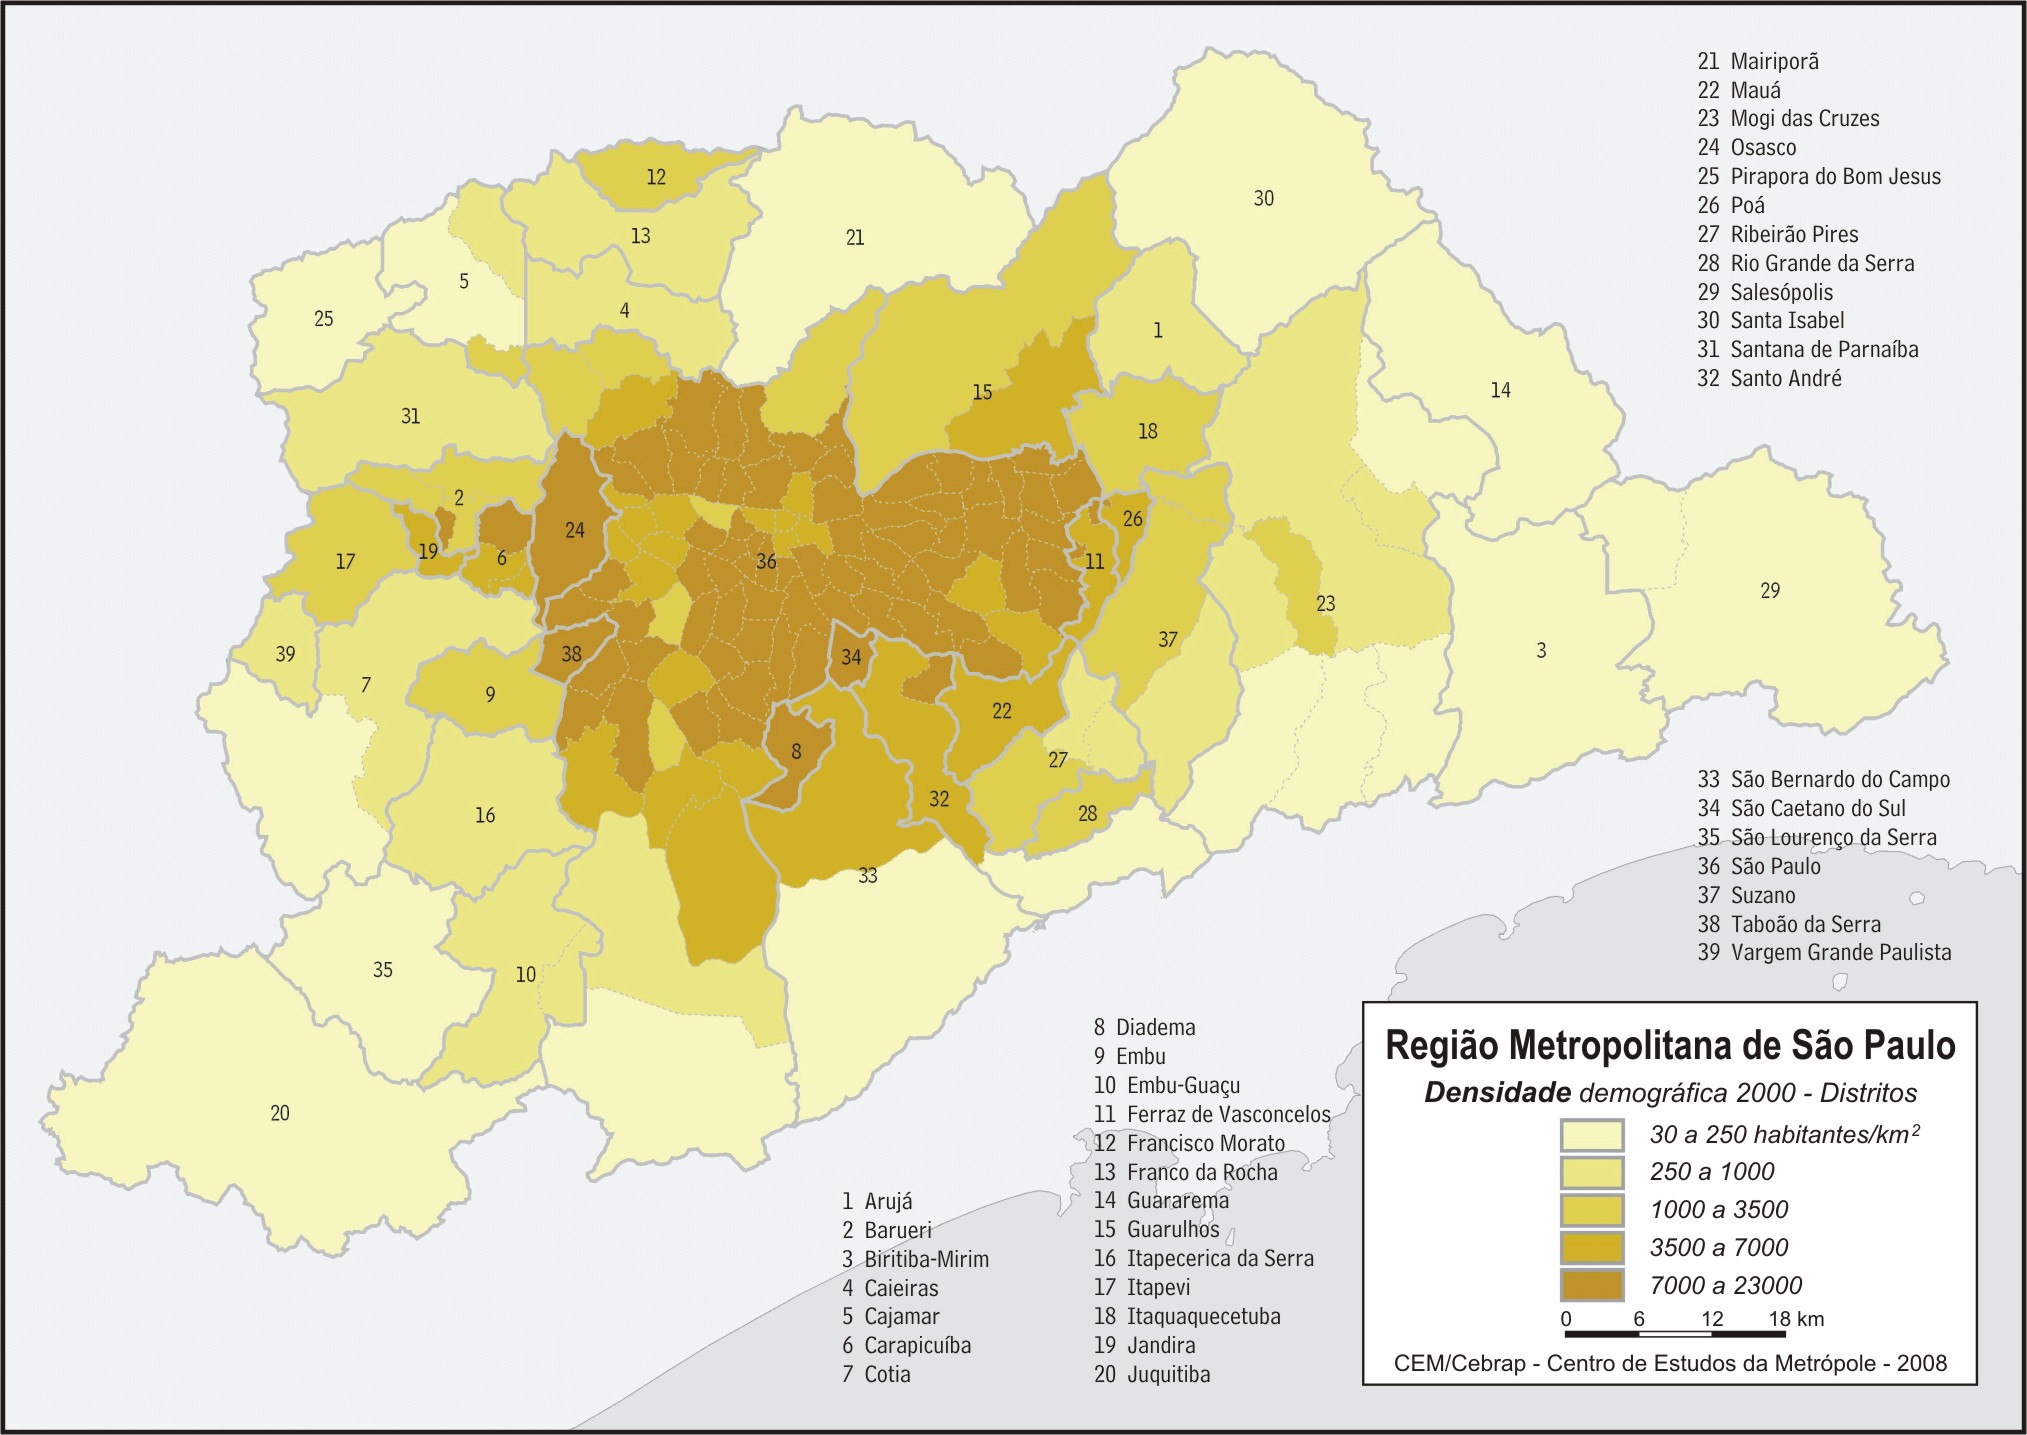 21 Mairiporã
22 Mauá
23 Mogi das Cruzes
24 Osasco
25 Pirapora do Bom Jesus
26 Poá
27 Ribeirão Pires
28 Rio Grande da Serra
29 Salesópolis
30 Santa Isabel
31 Santana de Parnaíba
32 Santo André
12
30
13
21
5
25
4
1
14
15
31
18
2
26
24
19
17
6
36
11
29
23
37
3
39
38
34
7
9
22
8
27
32
28
16
33
35
10
20
33 São Bernardo do Campo
34 São Caetano do Sul
35 São Lourenço da Serra
36 São Paulo
37 Suzano
38 Taboão da Serra
39 Vargem Grande Paulista
1 Arujá
2 Barueri
3 Biritiba-Mirim
4 Caieiras
5 Cajamar
6 Carapicuíba
7 Cotia
8 Diadema
9 Embu
10 Embu-Guaçu
11 Ferraz de Vasconcelos
12 Francisco Morato
13 Franco da Rocha
14 Guararema
15 Guarulhos
16 Itapecerica da Serra
17 Itapevi
18 Itaquaquecetuba
19 Jandira
20 Juquitiba
Região Metropolitana de São Paulo
Densidade demográfica 2000 - Distritos
30 a 250 habitantes/km²
250 a 1000
1000 a 3500
3500 a 7000
7000 a 23000
0 6 12 18 km
CEM/Cebrap - Centro de Estudos da Metrópole - 2008